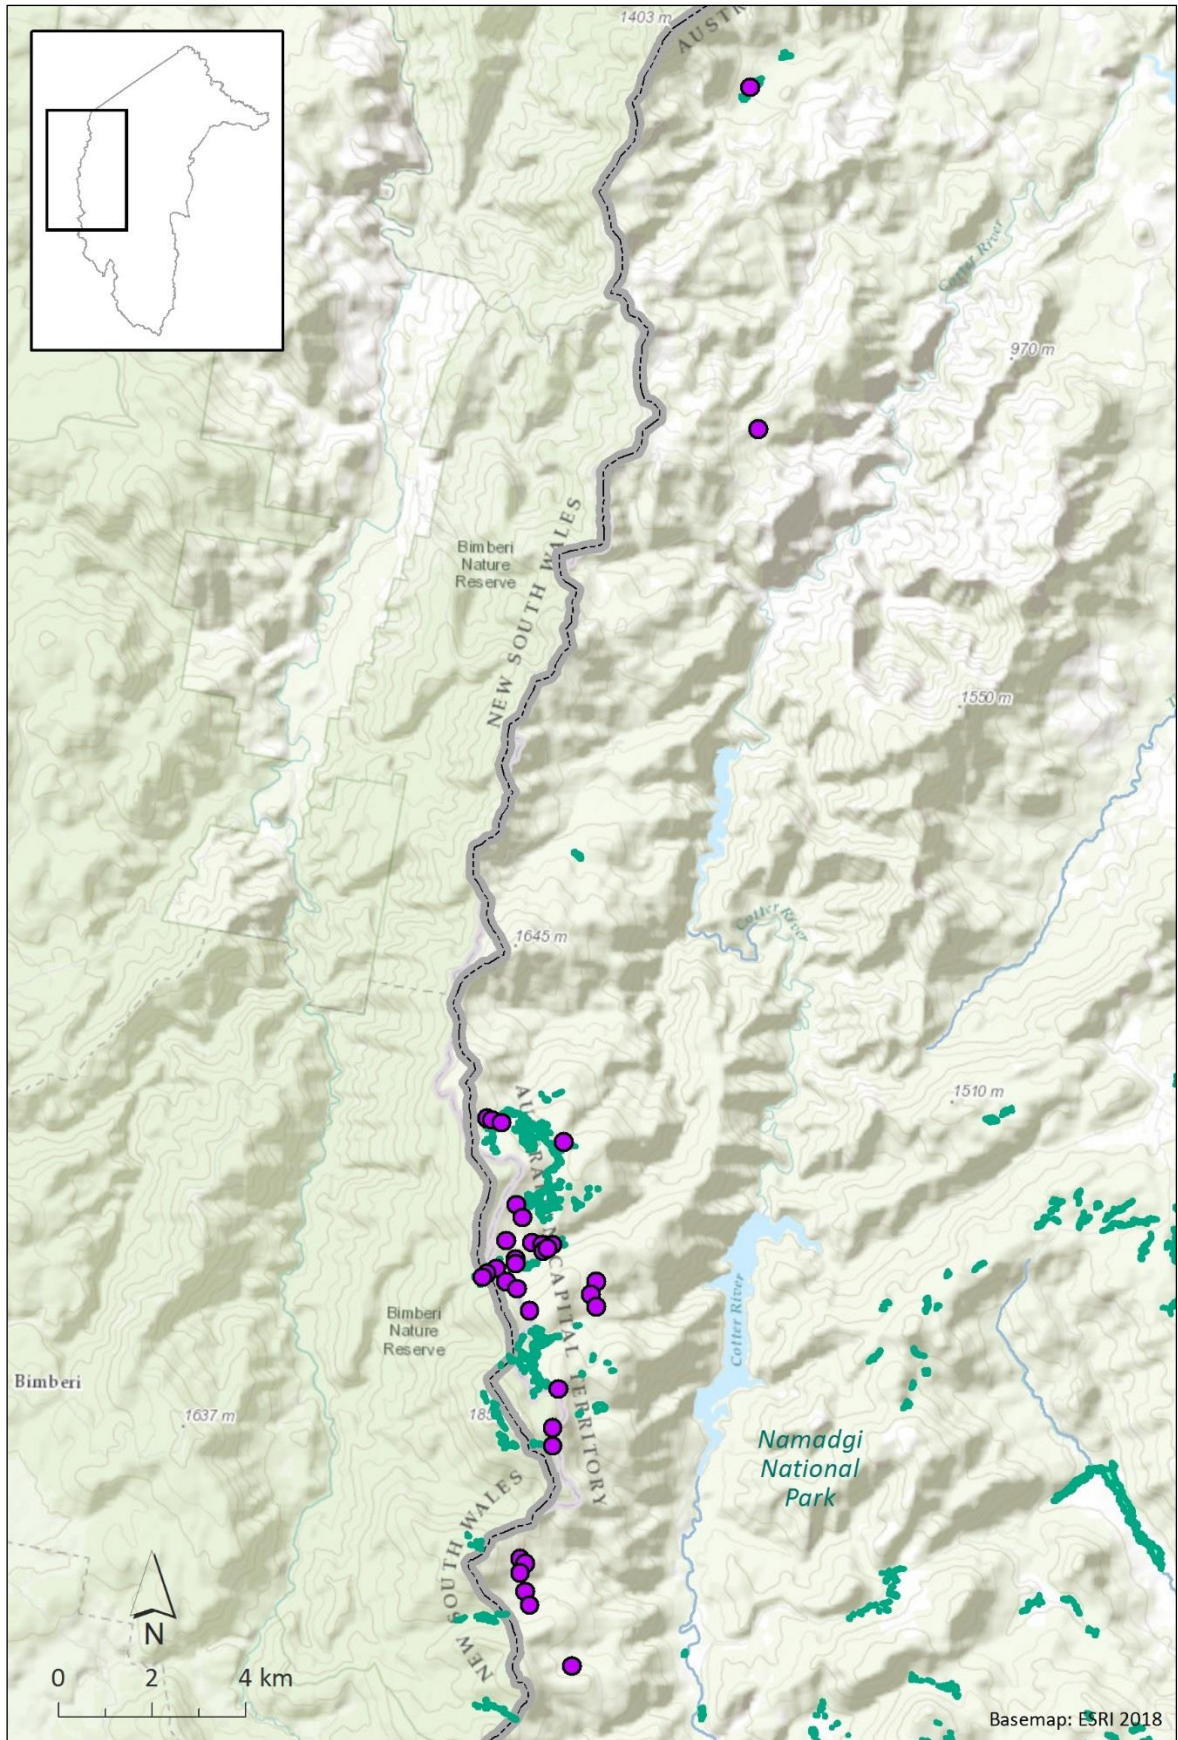 1403 m
AUSTR
Cotter River
970 m
NEW SOUTH WALES
Bimberi
Nature
Reserve
1550 m
Cotter River
1645 m
1510 m
CAPITAL TERRITORY
Cotter River
Bimberi
Nature
Reserve
Bimberi
1637 m
185
Namadgi
National
Park
NEW SOUTH WALES
N
0 2 4 km
Basemap: ESRI 2018